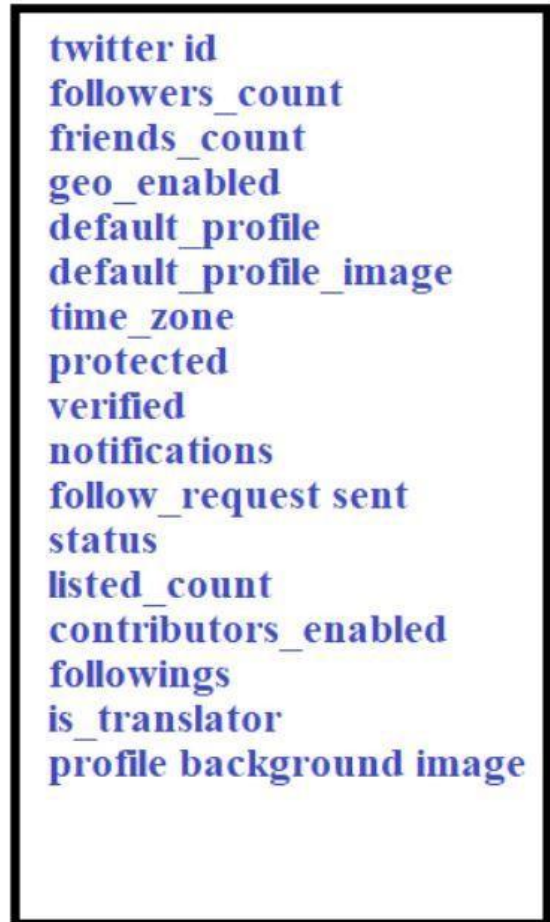 twitter id
followers_count
friends_count
geo_enabled
default_profile
default_profile_image
time_zone
protected
verified
notifications
follow_request sent
status
listed_count
contributors_enabled
followings
is_translator
profile background image